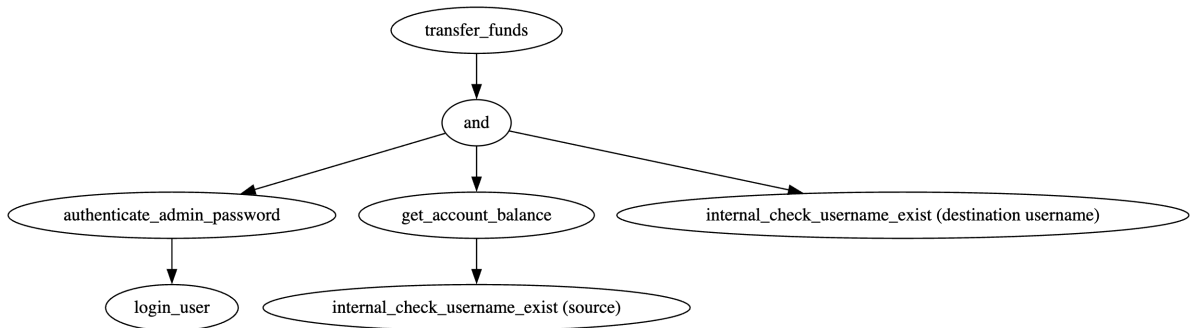 transfer_funds
and
authenticate_admin_password
get_account_balance
internal_check_username_exist (destination username)
login_user
internal_check_username_exist (source)